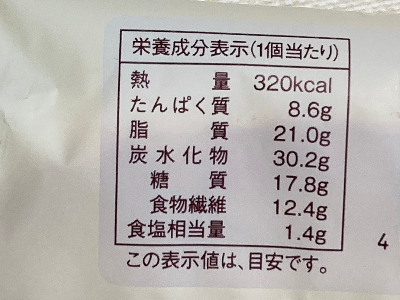 栄養成分表示(1個当たり)
熱量 320kcal
たんぱく質 8.6g
脂質 21.0g
炭水化物 30.2g
糖質 17.8g
食物繊維 12.4g
食塩相当量 1.4g
この表示値は、目安です。
4